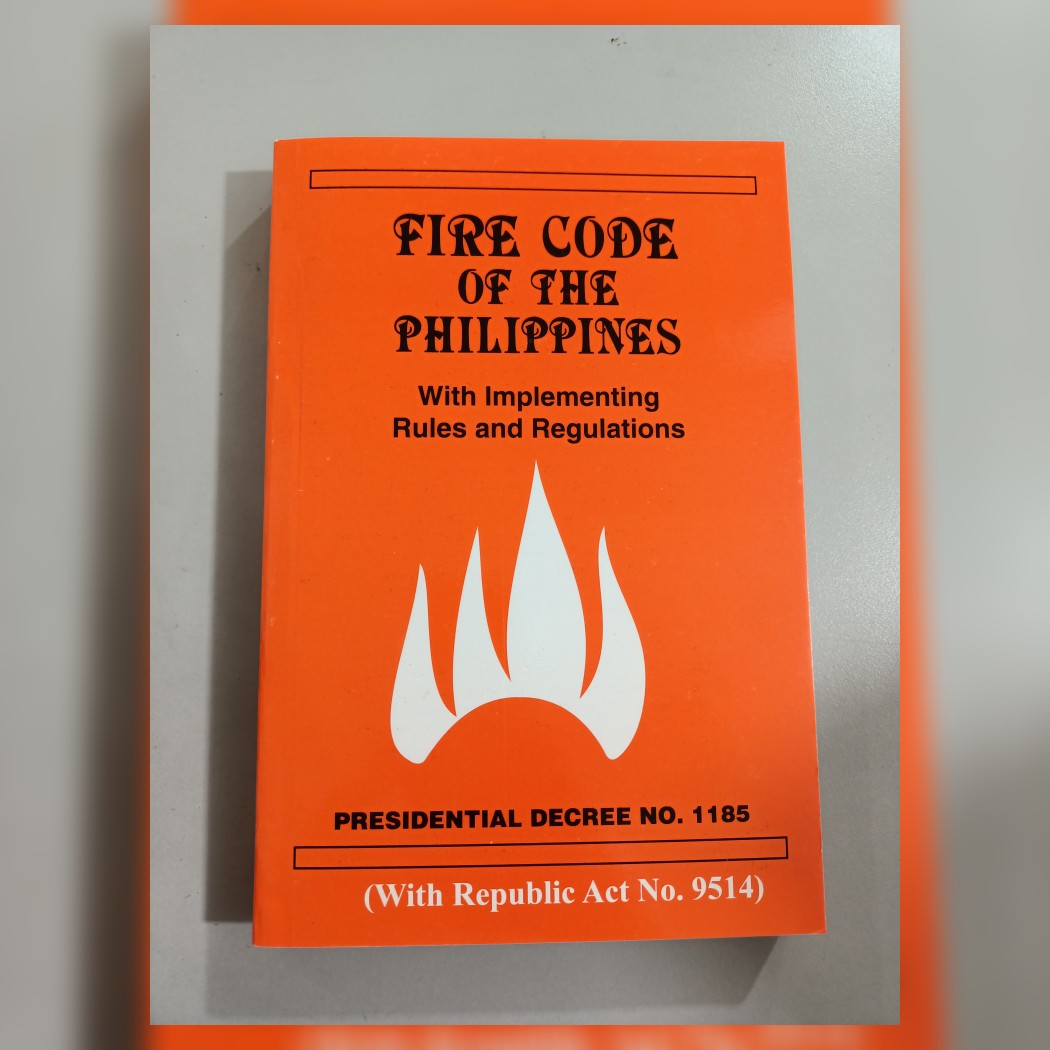 FIRE CODE
OF THE
PHILIPPINES
With Implementing
Rules and Regulations
PRESIDENTIAL DECREE NO. 1185
(With Republic Act No. 9514)